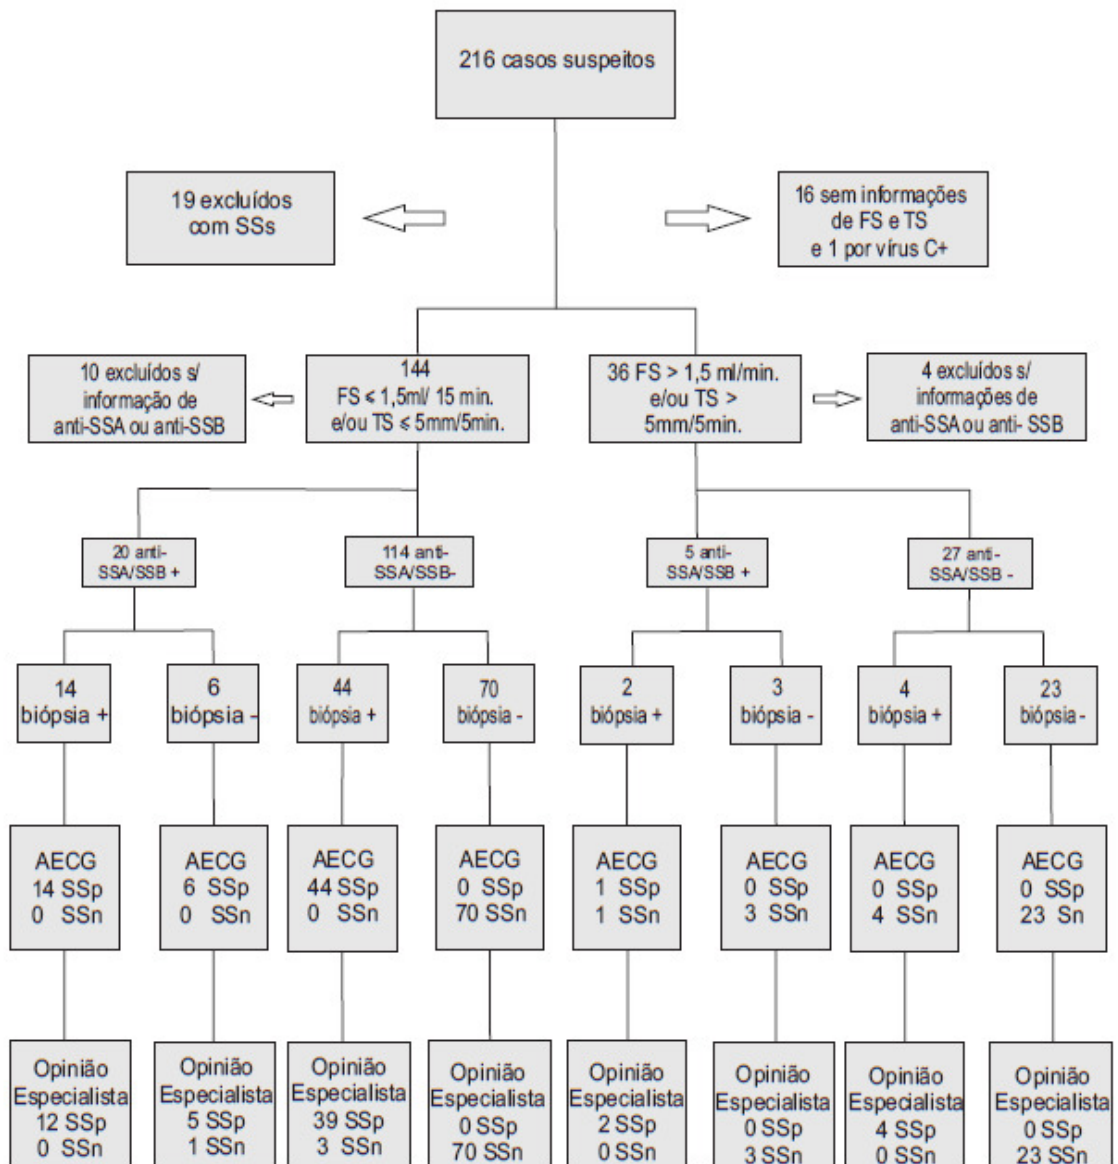 216 casos suspeitos
19 excluídos
com SSs
16 sem informações
de FS e TS
e 1 por vírus C+
10 excluídos s/
informação de
anti-SSA ou anti-SSB
144
FS ≤ 1,5ml/ 15 min.
e/ou TS ≤ 5mm/5min.
36 FS > 1,5 ml/min.
e/ou TS >
5mm/5min.
4 excluídos s/
informações de
anti-SSA ou anti- SSB
20 anti-
SSA/SSB +
114 anti-
SSA/SSB-
5 anti-
SSA/SSB +
27 anti-
SSA/SSB -
14
biópsia +
6
biópsia -
44
biópsia +
70
biópsia -
2
biópsia +
3
biópsia -
4
biópsia +
23
biópsia -
AECG
14 SSp
0 SSn
AECG
6 SSp
0 SSn
AECG
44 SSp
0 SSn
AECG
0 SSp
70 SSn
AECG
1 SSp
1 SSn
AECG
0 SSp
3 SSn
AECG
0 SSp
4 SSn
AECG
0 SSp
23 Sn
Opinião
Especialista
12 SSp
0 SSn
Opinião
Especialista
5 SSp
1 SSn
Opinião
Especialista
39 SSp
3 SSn
Opinião
Especialista
0 SSp
70 SSn
Opinião
Especialista
2 SSp
0 SSn
Opinião
Especialista
0 SSp
3 SSn
Opinião
Especialista
4 SSp
0 SSn
Opinião
Especialista
0 SSp
23 SSn